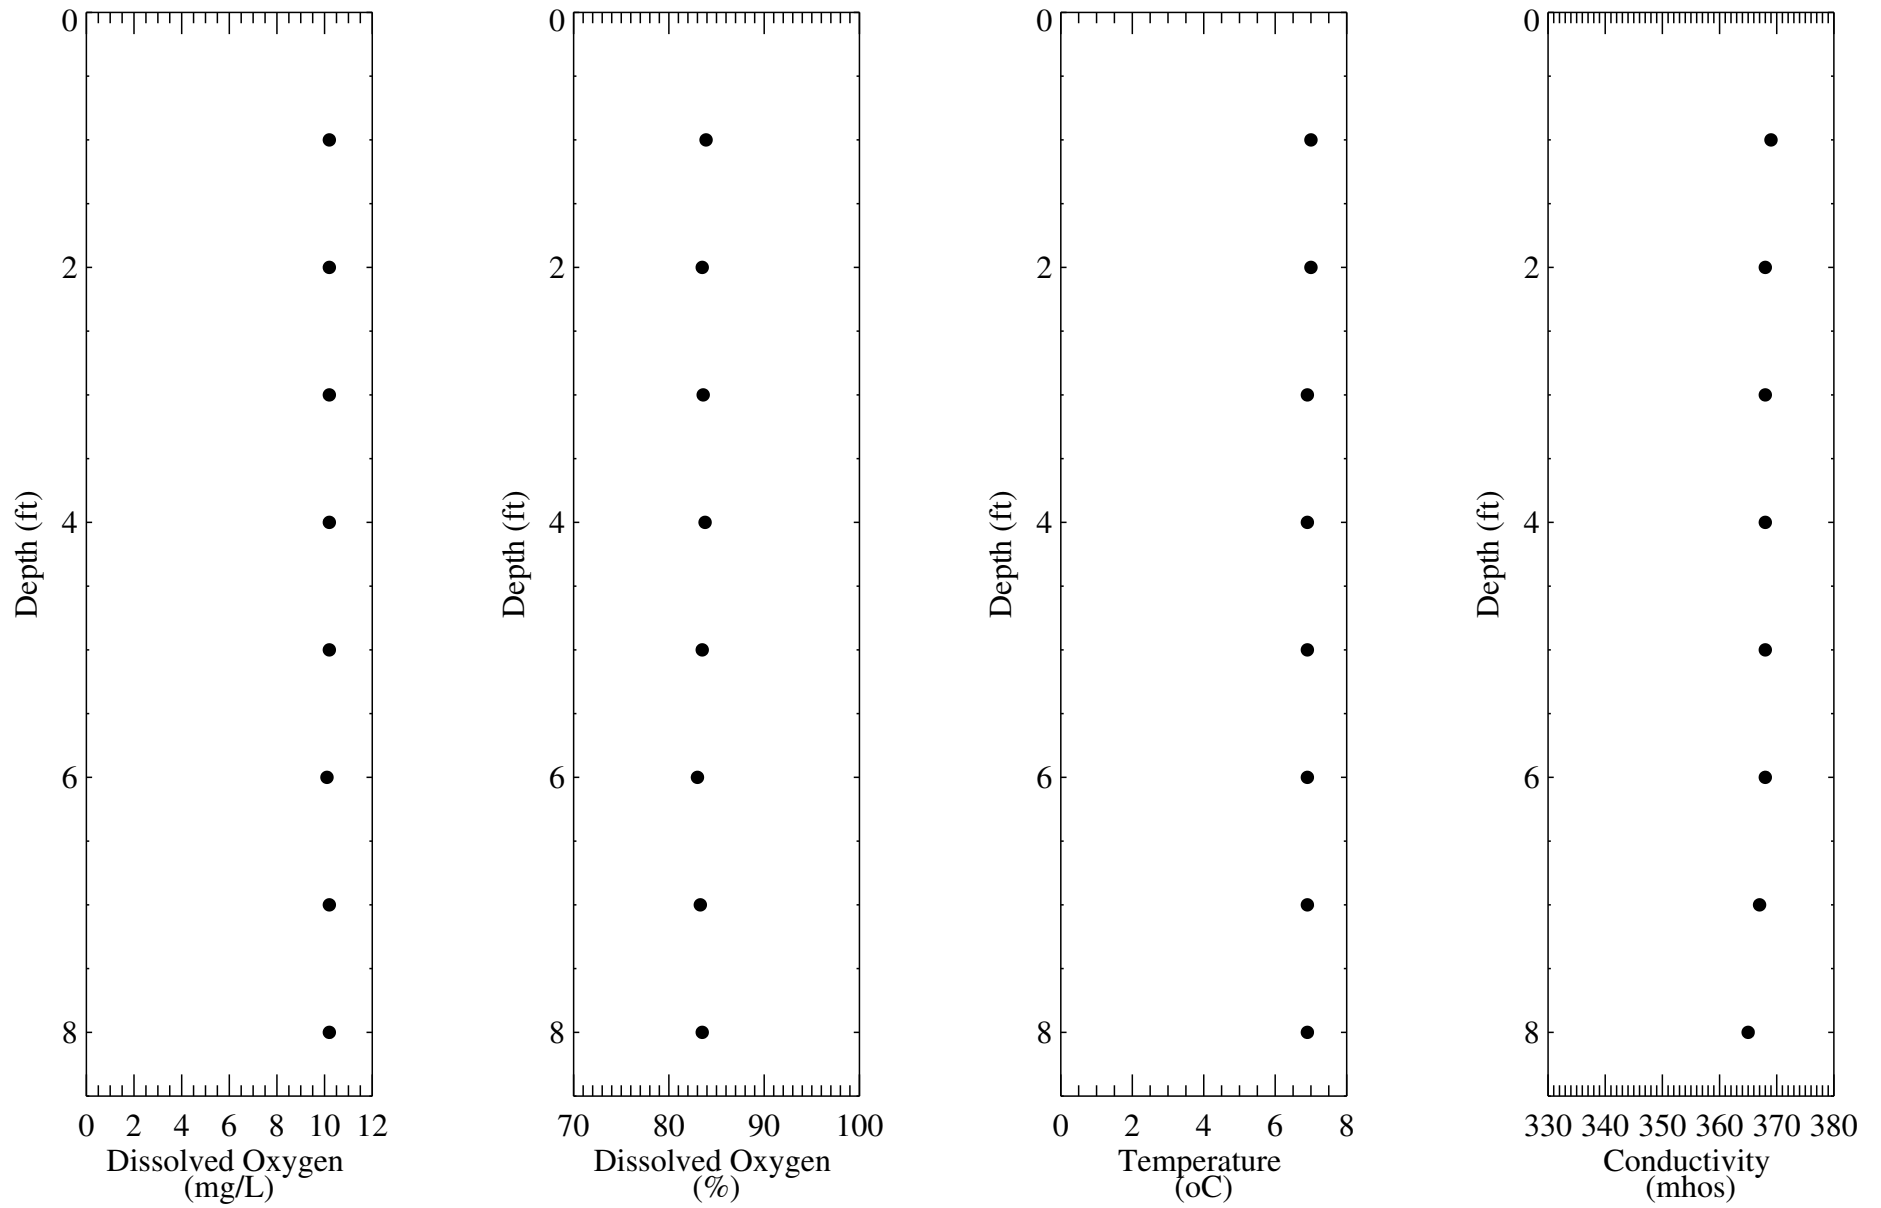 0
2
4
6
8
Depth (ft)
0 2 4 6 8 10 12
Dissolved Oxygen
(mg/L)
0
2
4
6
8
Depth (ft)
70 80 90 100
Dissolved Oxygen
(%)
0
2
4
6
8
Depth (ft)
0 2 4 6 8
Temperature
(oC)
0
2
4
6
8
Depth (ft)
330 340 350 360 370 380
Conductivity
(mhos)